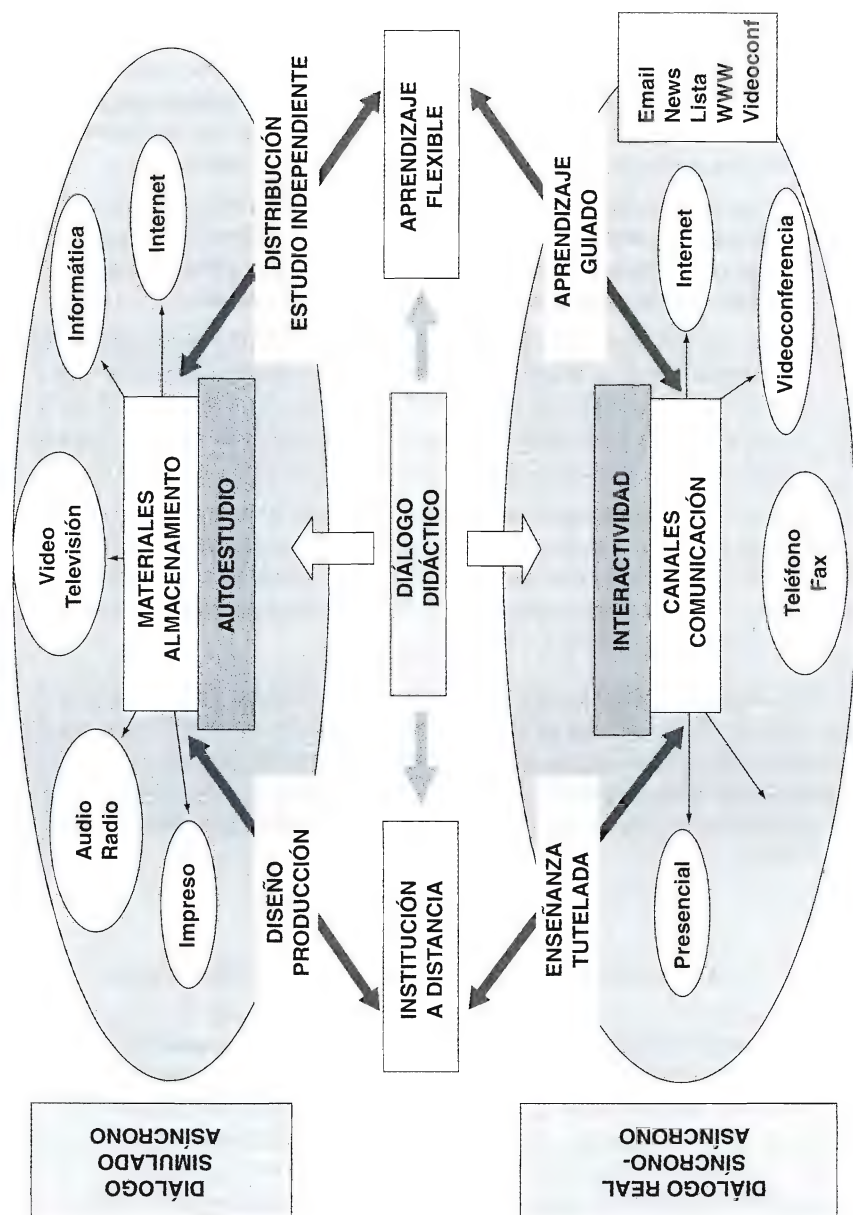 DIÁLOGO
SIMULADO
ASÍNCRONO
Audio
Radio
Impreso
Video
Televisión
Informática
Internet
MATERIALES
ALMACENAMIENTO
AUTOESTUDIO
DISEÑO
PRODUCCIÓN
DISTRIBUCIÓN
ESTUDIO INDEPENDIENTE
INSTITUCIÓN
A DISTANCIA
DIÁLOGO
DIDÁCTICO
APRENDIZAJE
FLEXIBLE
ENSEÑANZA
TUTELADA
APRENDIZAJE
GUIADO
DIÁLOGO REAL
SÍNCRONO-
ASÍNCRONO
INTERACTIVIDAD
CANALES
COMUNICACIÓN
Presencial
Teléfono
Fax
Videoconferencia
Internet
Email
News
Lista
WWW
Videoconf